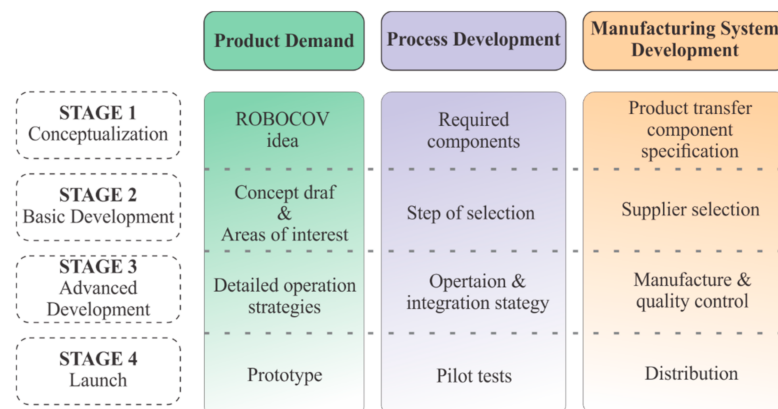 Product Demand
Process Development
Manufacturing System
Development
STAGE 1
Conceptualization
ROBOCOV
idea
Required
components
Product transfer
component
specification
STAGE 2
Basic Development
Concept draf
&
Areas of interest
Step of selection
Supplier selection
STAGE 3
Advanced
Development
Detailed operation
strategies
Opertaion &
integration stategy
Manufacture &
quality control
STAGE 4
Launch
Prototype
Pilot tests
Distribution